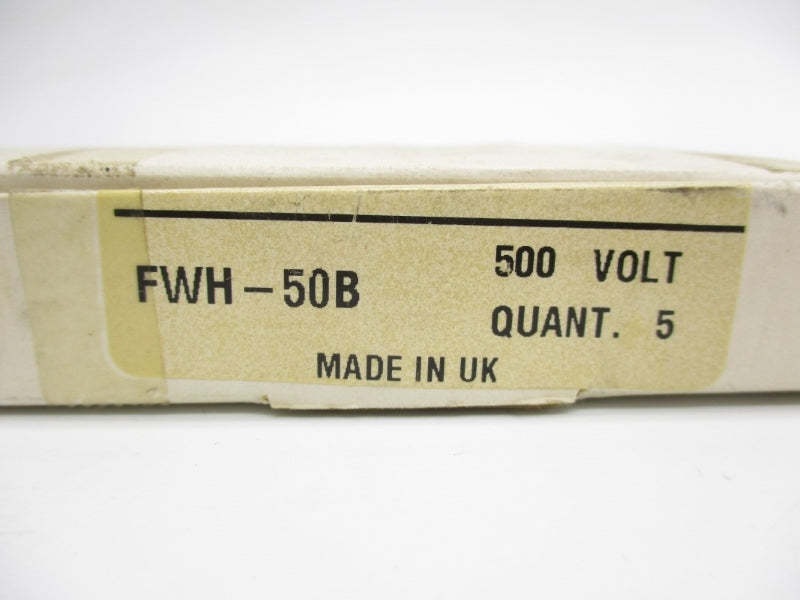 FWH-50B
500 VOLT
QUANT. 5
MADE IN UK